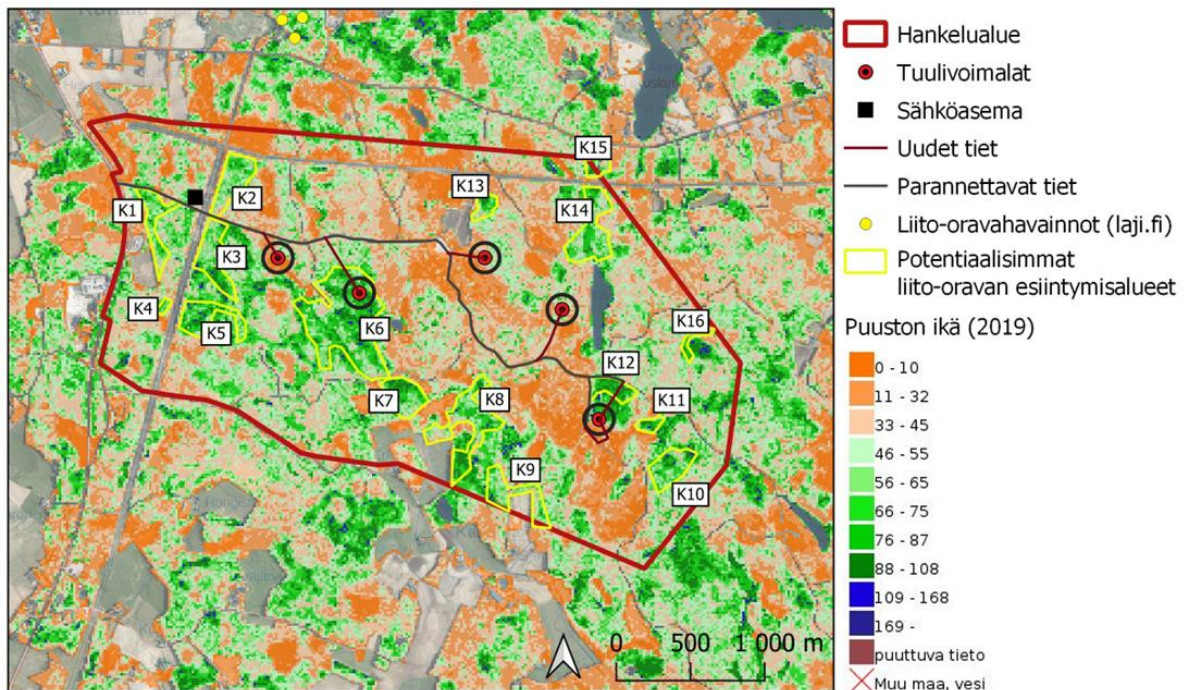 K1
K2
K3
K4
K5
K6
K7
K8
K9
K10
K11
K12
K13
K14
K15
K16
0 500 1 000 m
Hankelualue
Tuulivoimalat
Sähköasema
Uudet tiet
Parannettavat tiet
Liito-oravahavainnot (laji.fi)
Potentiaalisimmat
liito-oravan esiintymisalueet
Puuston ikä (2019)
0 - 10
11 - 32
33 - 45
46 - 55
56 - 65
66 - 75
76 - 87
88 - 108
109 - 168
169 -
puuttuva tieto
Muu maa, vesi